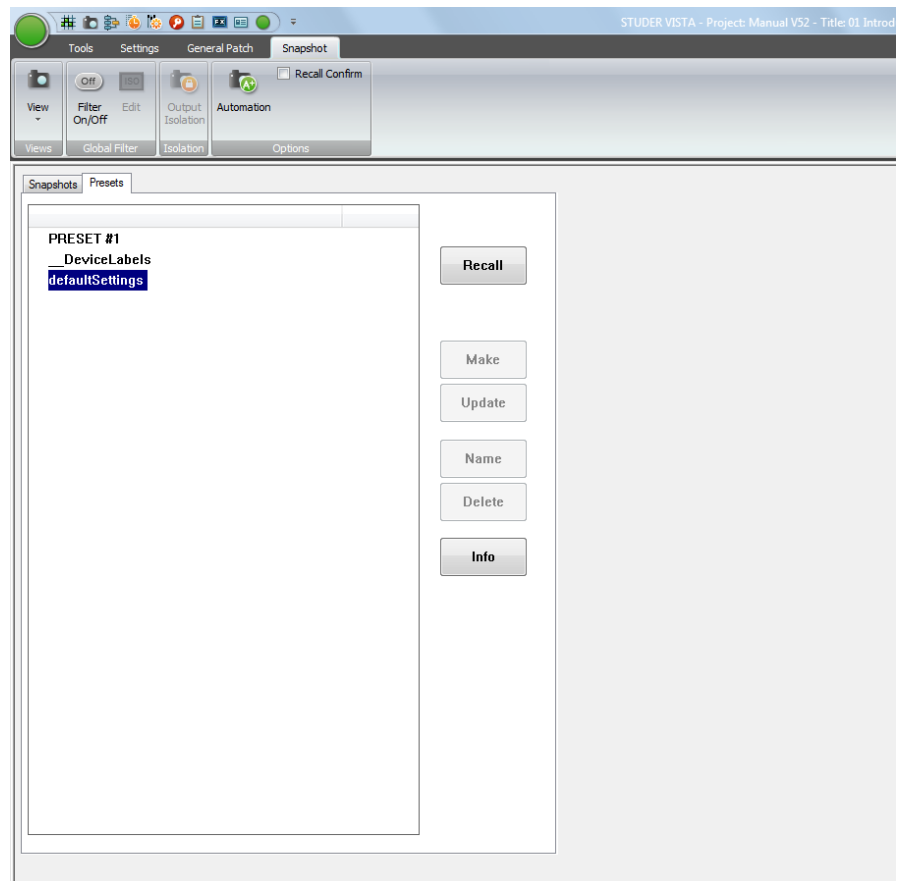 STUDER VISTA - Project: Manual V52 - Title: 01 Introd
Tools Settings General Patch Snapshot
Off ISO Recall Confirm
View Filter On/Off Edit Output Isolation Automation
Views Global Filter Isolation Options
Snapshots Presets
PRESET #1
__DeviceLabels
defaultSettings
Recall
Make
Update
Name
Delete
Info